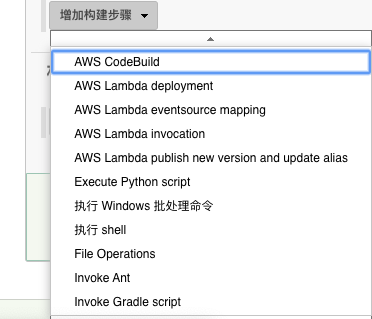 增加构建步骤
AWS CodeBuild
AWS Lambda deployment
AWS Lambda eventsource mapping
AWS Lambda invocation
AWS Lambda publish new version and update alias
Execute Python script
执行 Windows 批处理命令
执行 shell
File Operations
Invoke Ant
Invoke Gradle script